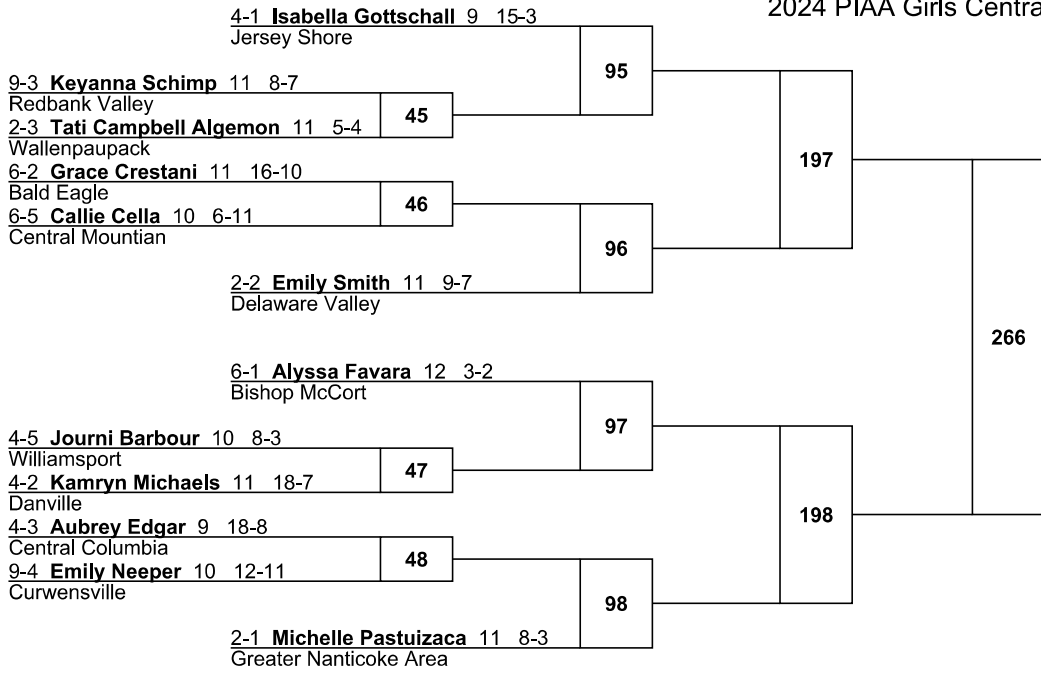 2024 PIAA Girls Centra
4-1 Isabella Gottschall 9 15-3
Jersey Shore
95
9-3 Keyanna Schimp 11 8-7
Redbank Valley
45
2-3 Tati Campbell Algemon 11 5-4
Wallenpaupack
197
6-2 Grace Crestani 11 16-10
Bald Eagle
46
6-5 Callie Cella 10 6-11
Central Mountian
96
2-2 Emily Smith 11 9-7
Delaware Valley
266
6-1 Alyssa Favara 12 3-2
Bishop McCort
97
4-5 Journi Barbour 10 8-3
Williamsport
47
4-2 Kamryn Michaels 11 18-7
Danville
198
4-3 Aubrey Edgar 9 18-8
Central Columbia
48
9-4 Emily Neeper 10 12-11
Curwensville
98
2-1 Michelle Pastuizaca 11 8-3
Greater Nanticoke Area